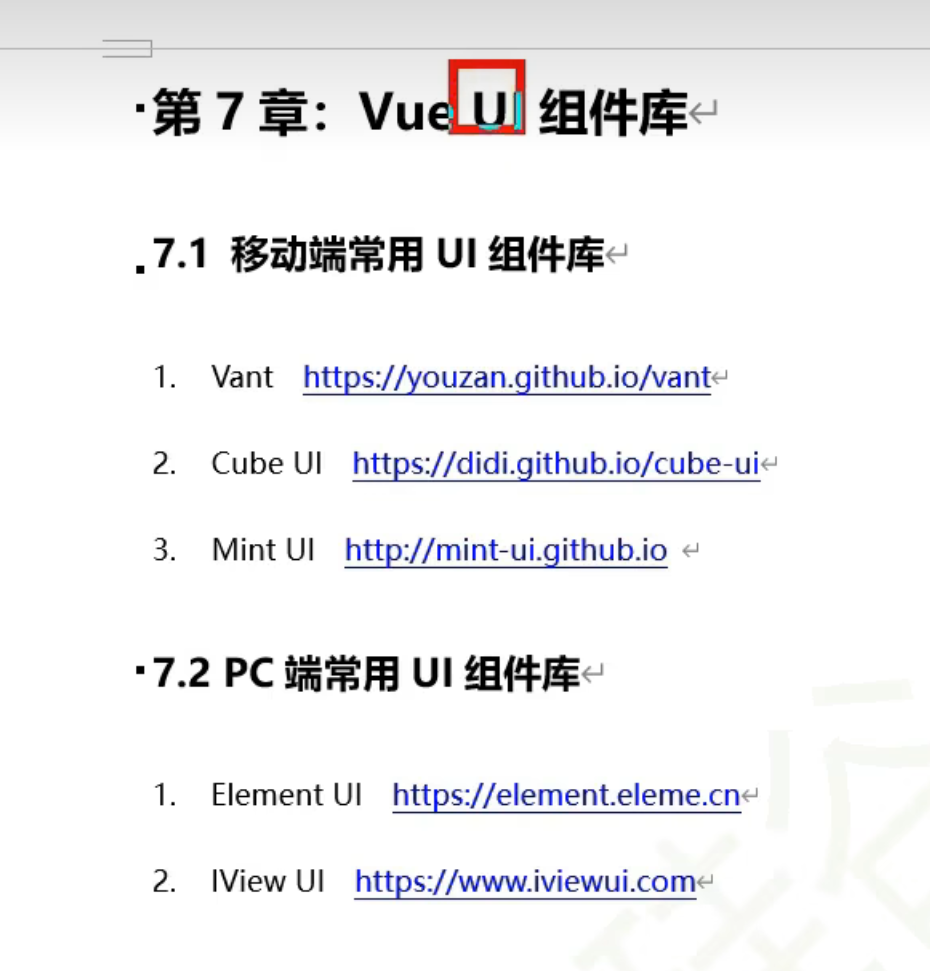 第 7 章：Vue UI 组件库
7.1 移动端常用 UI 组件库
1. Vant https://youzan.github.io/vant
2. Cube UI https://didi.github.io/cube-ui
3. Mint UI http://mint-ui.github.io
7.2 PC 端常用 UI 组件库
1. Element UI https://element.eleme.cn
2. IView UI https://www.iviewui.com